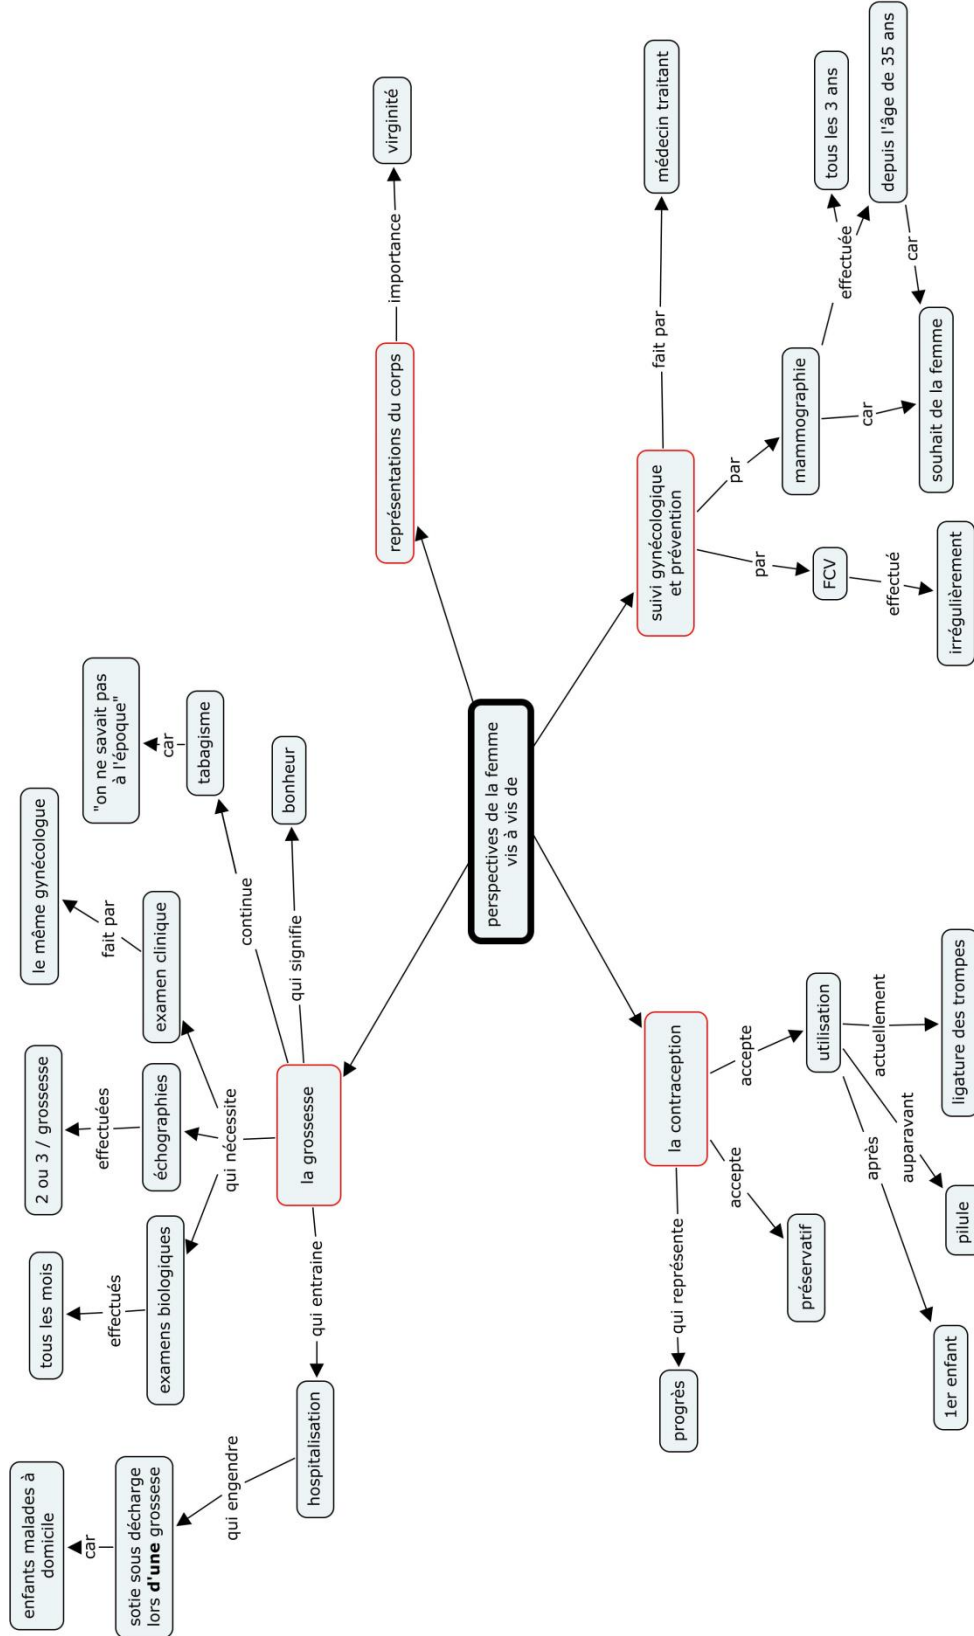 enfants malades à
domicile
car
sotie sous décharge
lors d'une grossese
qui engendre
hospitalisation
qui entraine
tous les mois
effectués
examens biologiques
2 ou 3 / grossesse
effectuées
échographies
qui nécessite
le même gynécologue
fait par
examen clinique
"on ne savait pas
à l'époque"
car
tabagisme
continue
bonheur
qui signifie
la grossesse
virginité
importance
représentations du corps
perspectives de la femme
vis à vis de
la contraception
qui représente
progrès
accepte
préservatif
accepte
utilisation
après
1er enfant
auparavant
pilule
actuellement
ligature des trompes
suivi gynécologique
et prévention
fait par
médecin traitant
par
FCV
effectué
irrégulièrement
par
mammographie
effectuée
tous les 3 ans
depuis l'âge de 35 ans
car
car
souhait de la femme